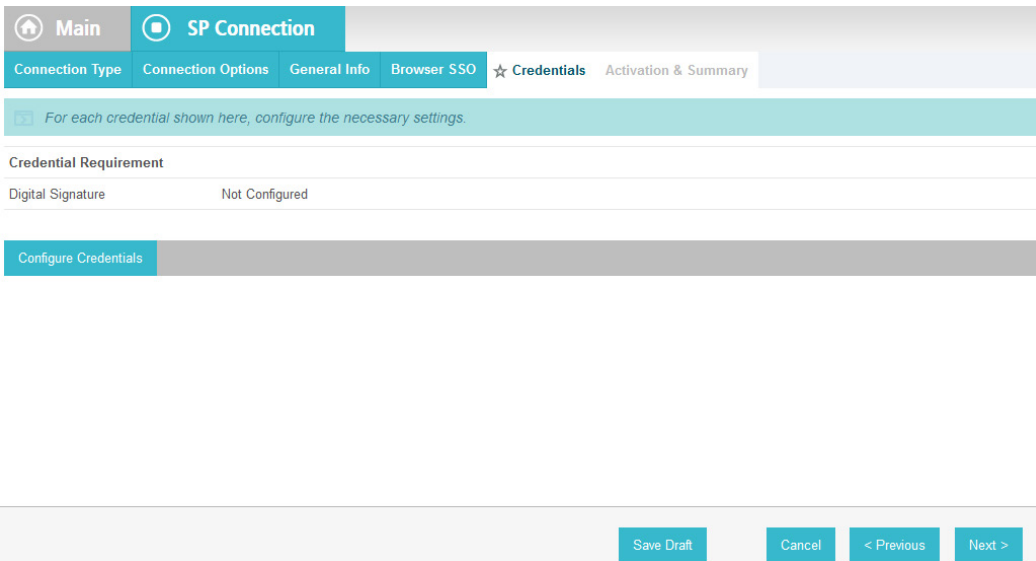 Main SP Connection
Connection Type Connection Options General Info Browser SSO Credentials Activation & Summary
For each credential shown here, configure the necessary settings.
Credential Requirement
Digital Signature Not Configured
Configure Credentials
Save Draft Cancel < Previous Next >